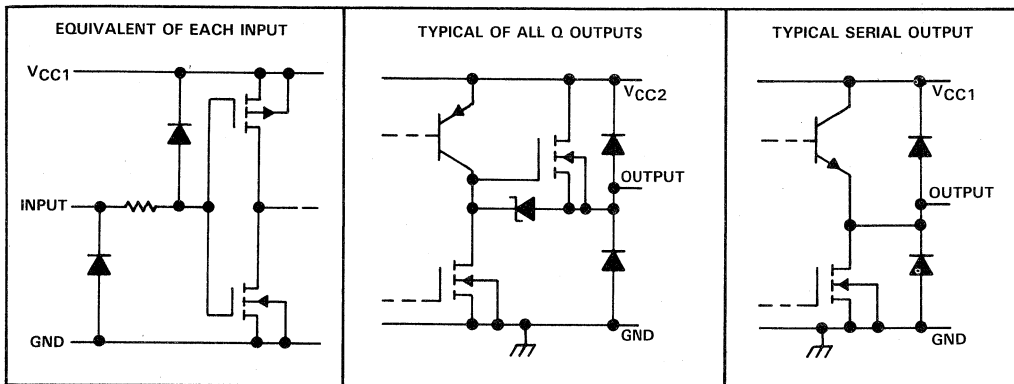 EQUIVALENT OF EACH INPUT
VCC1
INPUT
GND
TYPICAL OF ALL Q OUTPUTS
VCC2
OUTPUT
GND
TYPICAL SERIAL OUTPUT
VCC1
OUTPUT
GND